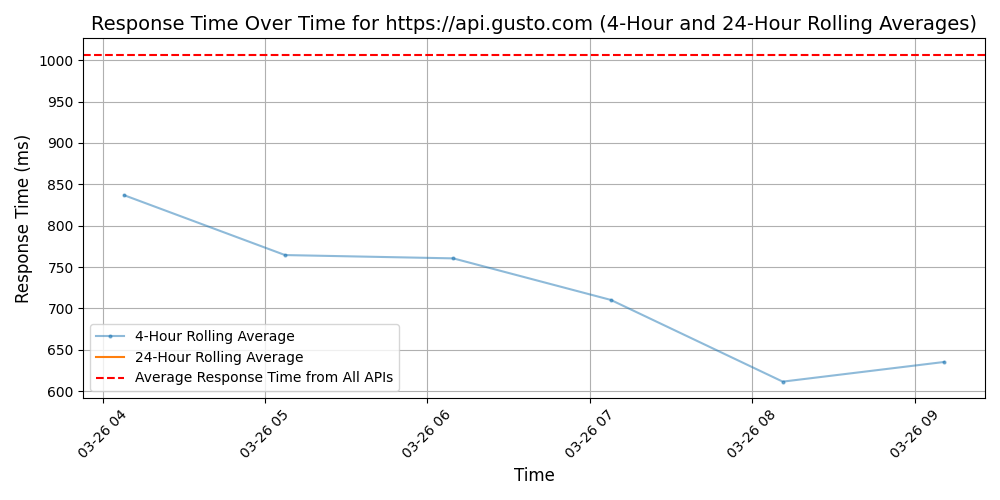 Response Time Over Time for https://api.gusto.com (4-Hour and 24-Hour Rolling Averages)
Response Time (ms)
1000
950
900
850
800
750
700
650
600
4-Hour Rolling Average
24-Hour Rolling Average
Average Response Time from All APIs
03-26 04
03-26 05
03-26 06
03-26 07
03-26 08
03-26 09
Time